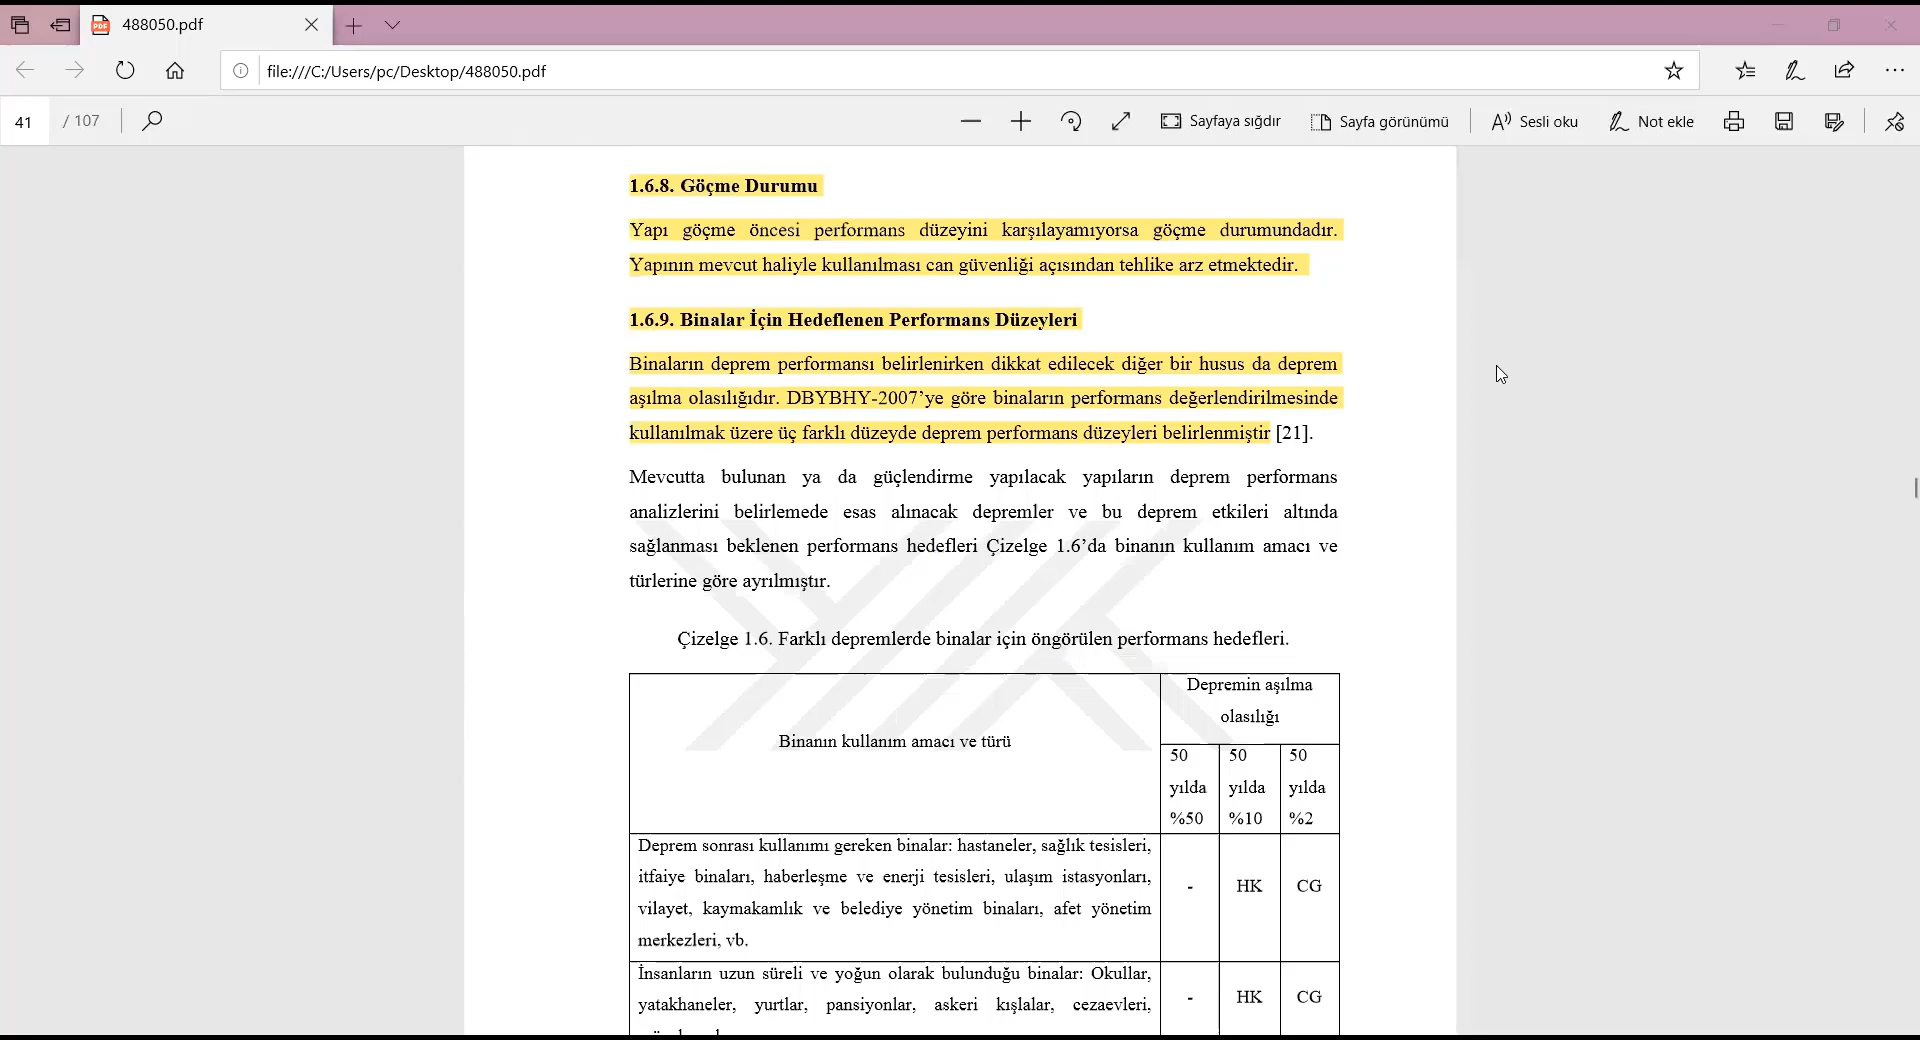 488050.pdf
file:///C:/Users/pc/Desktop/488050.pdf
41 / 107
Sayfaya sığdır
Sayfa görünümü
Sesli oku
Not ekle
1.6.8. Göçme Durumu
Yapı göçme öncesi performans düzeyini karşılayamıyorsa göçme durumundadır.
Yapının mevcut haliyle kullanılması can güvenliği açısından tehlike arz etmektedir.
1.6.9. Binalar İçin Hedeflenen Performans Düzeyleri
Binaların deprem performansı belirlenirken dikkat edilecek diğer bir husus da deprem
aşılma olasılığıdır. DBYBHY-2007’ye göre binaların performans değerlendirilmesinde
kullanılmak üzere üç farklı düzeyde deprem performans düzeyleri belirlenmiştir [21].
Mevcutta bulunan ya da güçlendirme yapılacak yapıların deprem performans
analizlerini belirlemede esas alınacak depremler ve bu deprem etkileri altında
sağlanması beklenen performans hedefleri Çizelge 1.6’da binanın kullanım amacı ve
türlerine göre ayrılmıştır.
Çizelge 1.6. Farklı depremlerde binalar için öngörülen performans hedefleri.
Binanın kullanım amacı ve türü
Depremin aşılma
olasılığı
50 50 50
yılda yılda yılda
%50 %10 %2
Deprem sonrası kullanımı gereken binalar: hastaneler, sağlık tesisleri,
itfaiye binaları, haberleşme ve enerji tesisleri, ulaşım istasyonları,
vilayet, kaymakamlık ve belediye yönetim binaları, afet yönetim
merkezleri, vb.
- HK CG
İnsanların uzun süreli ve yoğun olarak bulunduğu binalar: Okullar,
yatakhaneler, yurtlar, pansiyonlar, askeri kışlalar, cezaevleri,
- HK CG